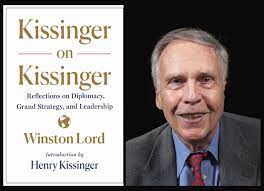 Kissinger
on
Kissinger
Reflections on Diplomacy,
Grand Strategy, and Leadership
Winston Lord
Introduction by
Henry Kissinger